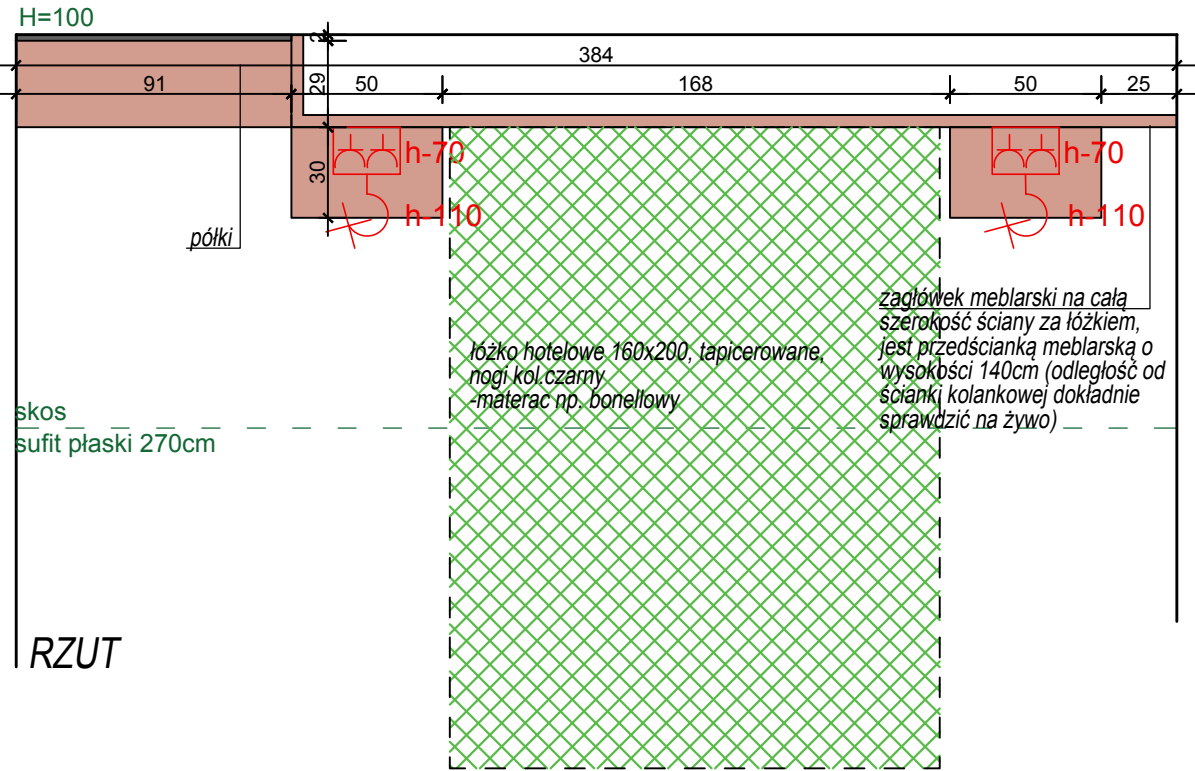 H=100
2
384
91
29
50
168
50
25
h-70
h-70
30
h-110
h-110
półki
zagłówek meblarski na całą
szerokość ściany za łóżkiem,
jest przedścianką meblarską o
wysokości 140cm (odległość od
ścianki kolankowej dokładnie
sprawdzić na żywo)
łóżko hotelowe 160x200, tapicerowane,
nogi kol.czarny
-materac np. bonellowy
skos
sufit płaski 270cm
RZUT